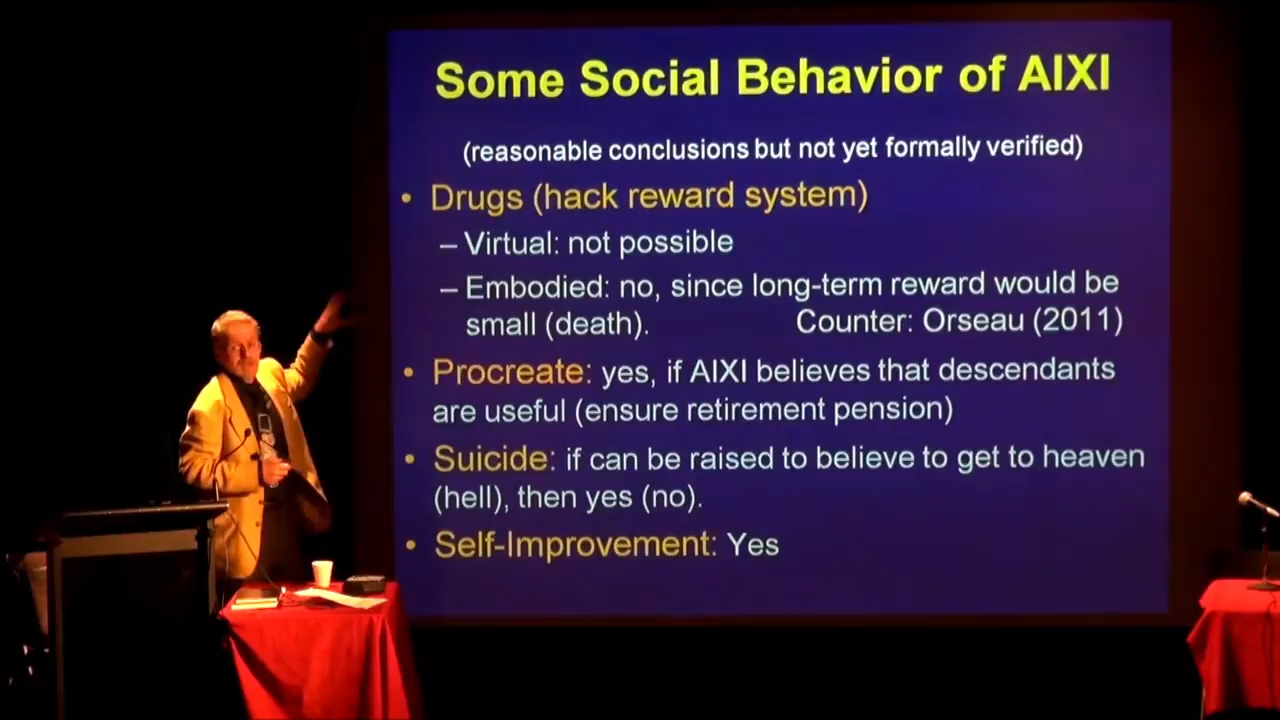 Some Social Behavior of AIXI
(reasonable conclusions but not yet formally verified)
• Drugs (hack reward system)
– Virtual: not possible
– Embodied: no, since long-term reward would be
small (death). Counter: Orseau (2011)
• Procreate: yes, if AIXI believes that descendants
are useful (ensure retirement pension)
• Suicide: if can be raised to believe to get to heaven
(hell), then yes (no).
• Self-Improvement: Yes